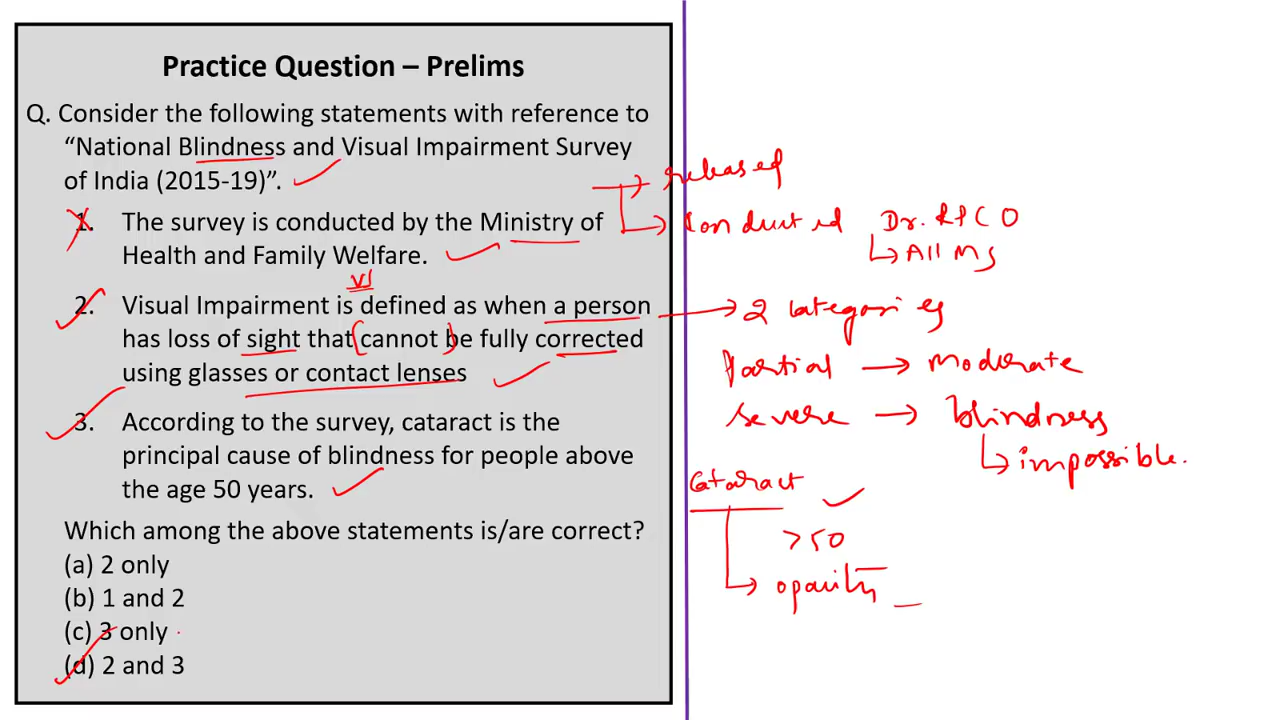 Practice Question – Prelims
Q. Consider the following statements with reference to
“National Blindness and Visual Impairment Survey
of India (2015-19)”.
1. The survey is conducted by the Ministry of
Health and Family Welfare.
VI
2. Visual Impairment is defined as when a person
has loss of sight that (cannot) be fully corrected
using glasses or contact lenses
3. According to the survey, cataract is the
principal cause of blindness for people above
the age 50 years.
Which among the above statements is/are correct?
(a) 2 only
(b) 1 and 2
(c) 3 only
(d) 2 and 3
→ released
→ Conducted Dr. RPCO
→ AIIMS
→ 2 categories
Partial → moderate
severe → blindness
→ impossible.
Cataract
>50
→ opacity